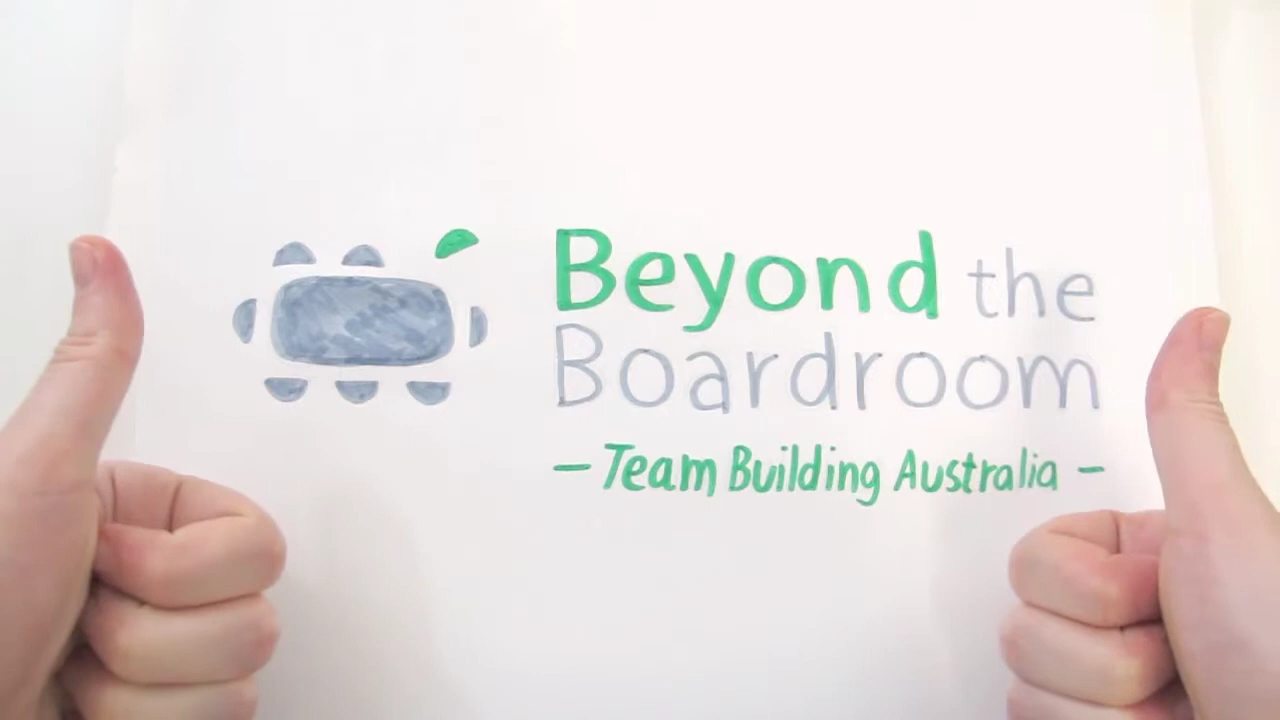 Beyond the
Boardroom
– Team Building Australia –